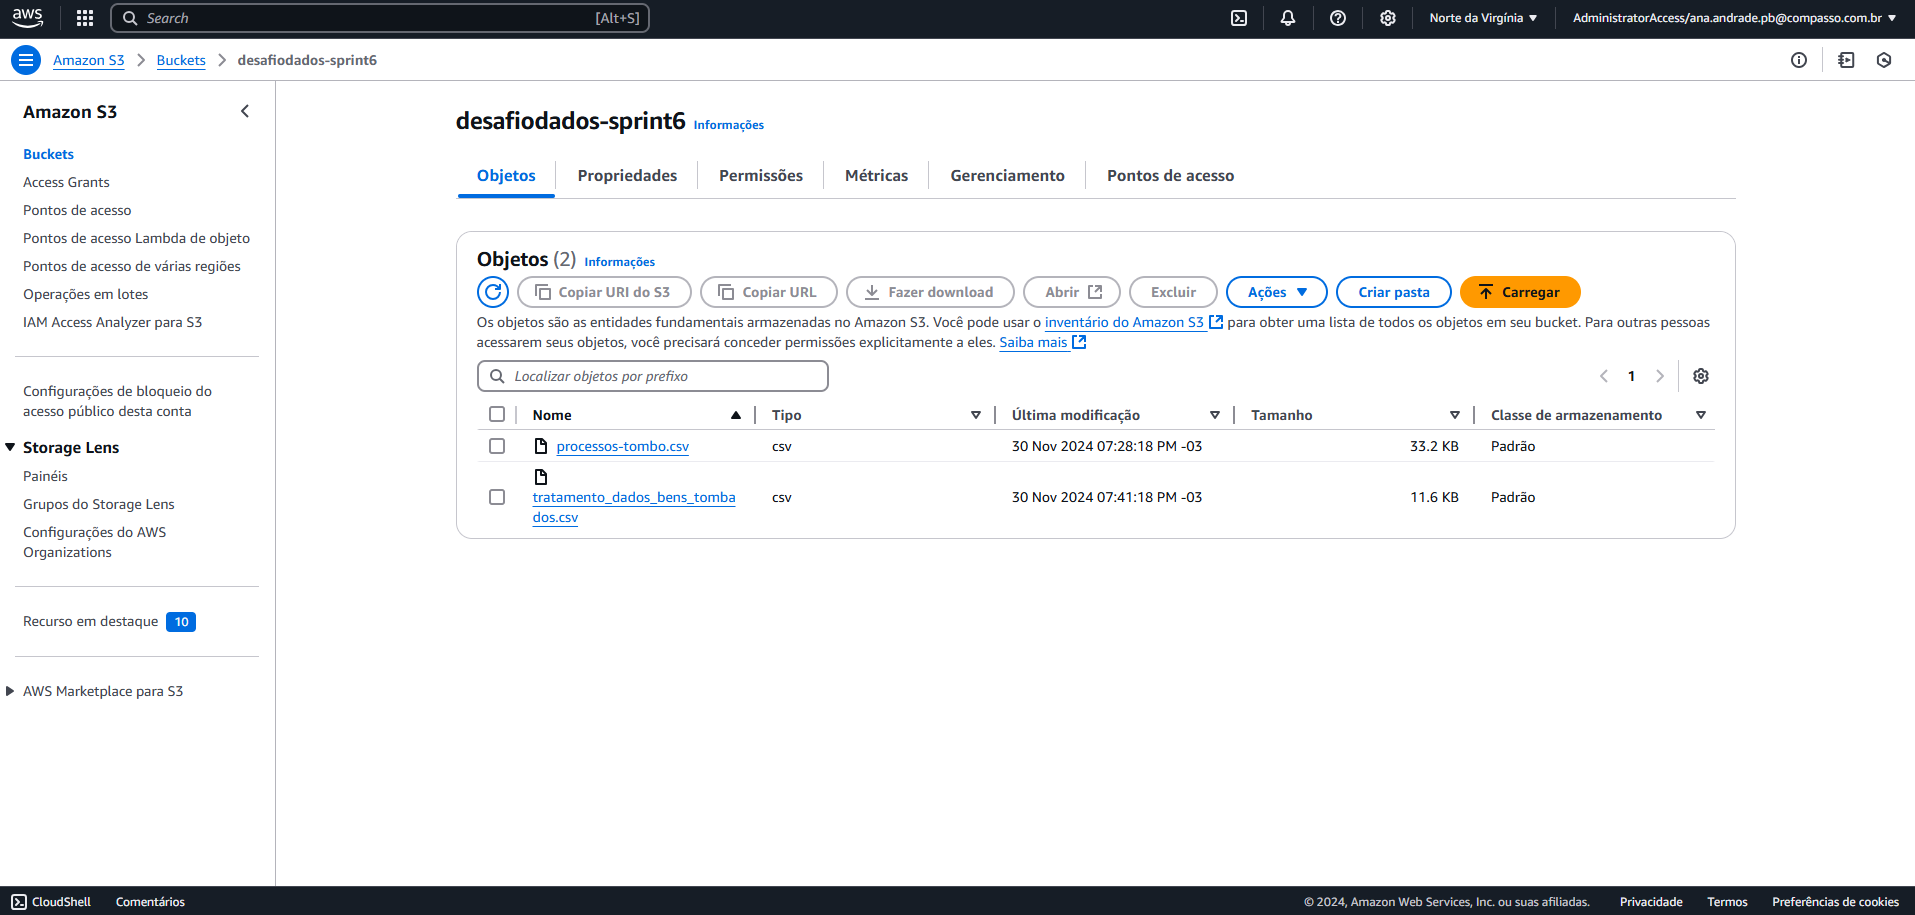 aws
Search [Alt+S]
Norte da Virgínia
AdministratorAccess/ana.andrade.pb@compasso.com.br
Amazon S3 Buckets desafiodados-sprint6
Amazon S3
Buckets
Access Grants
Pontos de acesso
Pontos de acesso Lambda de objeto
Pontos de acesso de várias regiões
Operações em lotes
IAM Access Analyzer para S3
Configurações de bloqueio do
acesso público desta conta
Storage Lens
Painéis
Grupos do Storage Lens
Configurações do AWS
Organizations
Recurso em destaque 10
AWS Marketplace para S3
desafiodados-sprint6 Informações
Objetos Propriedades Permissões Métricas Gerenciamento Pontos de acesso
Objetos (2) Informações
Copiar URI do S3 Copiar URL Fazer download Abrir Excluir Ações Criar pasta Carregar
Os objetos são as entidades fundamentais armazenadas no Amazon S3. Você pode usar o inventário do Amazon S3 para obter uma lista de todos os objetos em seu bucket. Para outras pessoas
acessarem seus objetos, você precisará conceder permissões explicitamente a eles. Saiba mais
Localizar objetos por prefixo 1
Nome Tipo Última modificação Tamanho Classe de armazenamento
processos-tombo.csv csv 30 Nov 2024 07:28:18 PM -03 33.2 KB Padrão
tratamento_dados_bens_tomba csv 30 Nov 2024 07:41:18 PM -03 11.6 KB Padrão
dos.csv
CloudShell Comentários © 2024, Amazon Web Services, Inc. ou suas afiliadas. Privacidade Termos Preferências de cookies